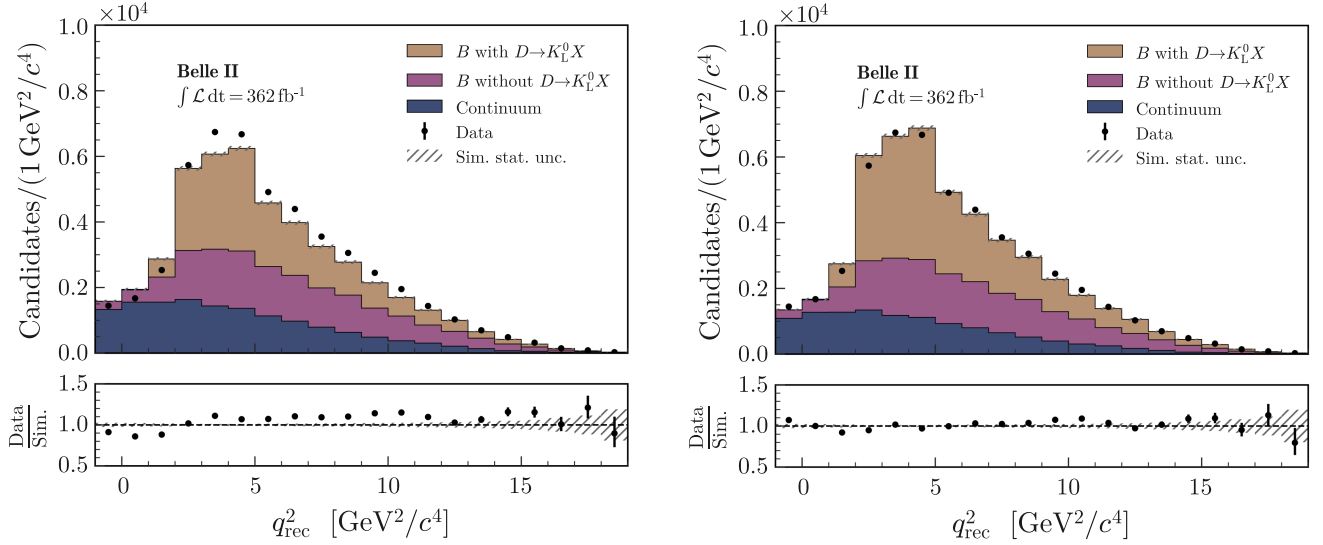 ×10⁴
1.0
0.8
0.6
0.4
0.2
0.0
Candidates/(1 GeV²/c⁴)
Belle II
∫ℒdt = 362 fb⁻¹
B with D→K⁰_L X
B without D→K⁰_L X
Continuum
Data
Sim. stat. unc.
1.5
1.0
0.5
Data
Sim.
0 5 10 15
q²_rec [GeV²/c⁴]
×10⁴
1.0
0.8
0.6
0.4
0.2
0.0
Candidates/(1 GeV²/c⁴)
Belle II
∫ℒdt = 362 fb⁻¹
B with D→K⁰_L X
B without D→K⁰_L X
Continuum
Data
Sim. stat. unc.
1.5
1.0
0.5
Data
Sim.
0 5 10 15
q²_rec [GeV²/c⁴]